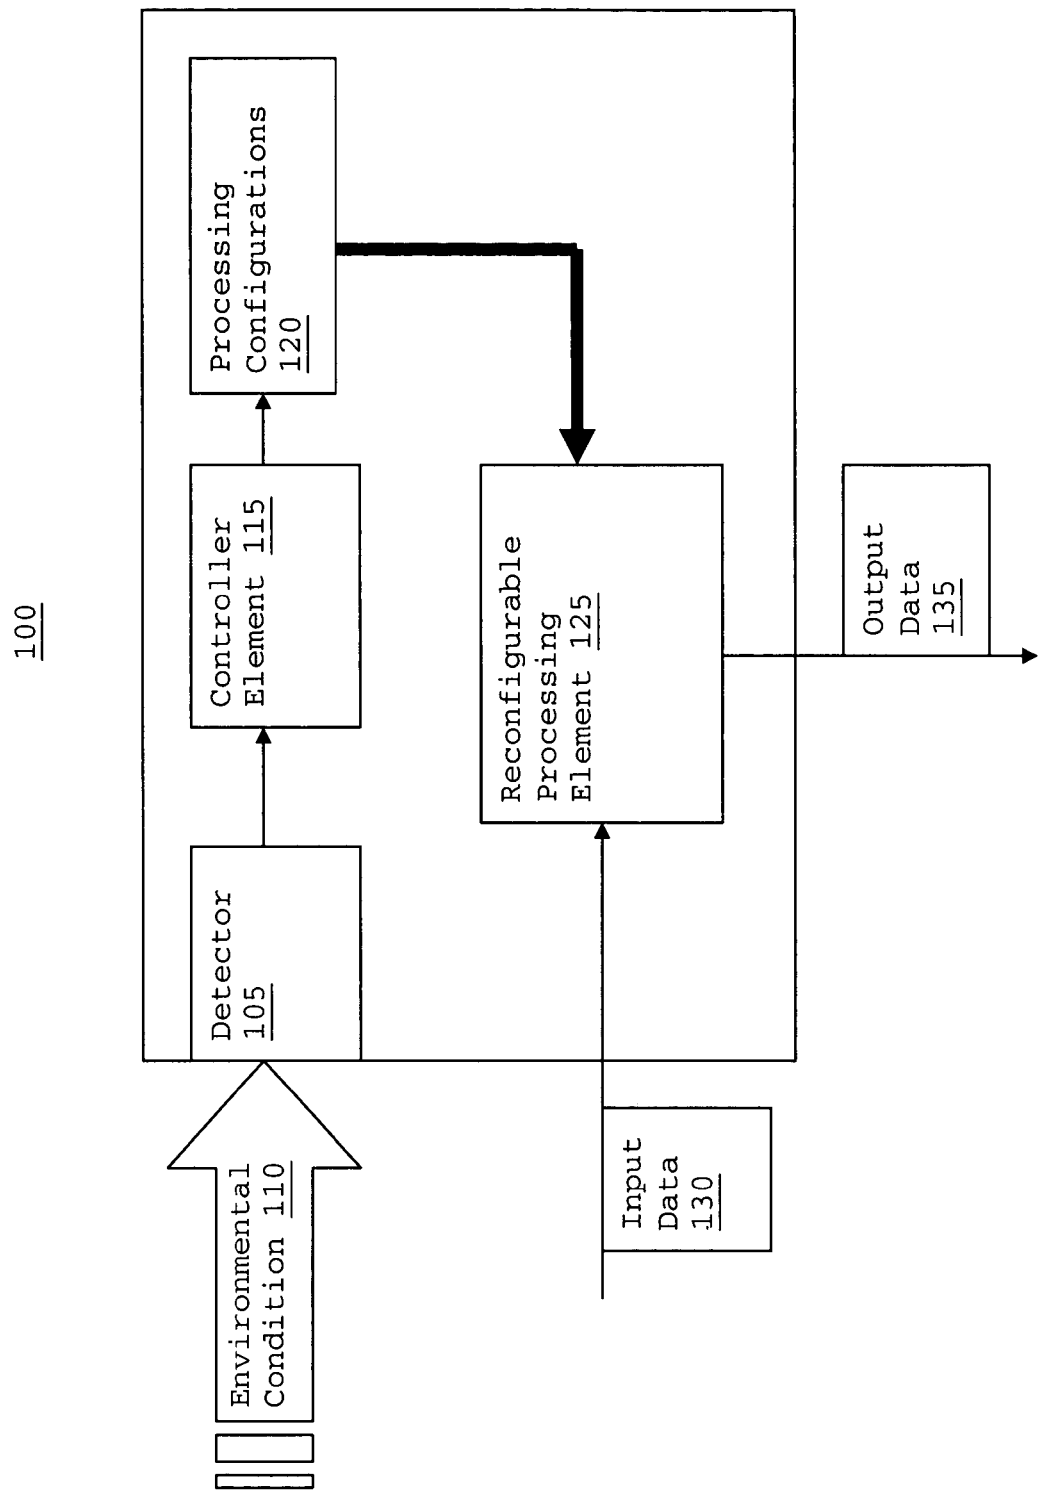 100
Environmental
Condition 110
Detector
105
Controller
Element 115
Processing
Configurations
120
Input
Data
130
Reconfigurable
Processing
Element 125
Output
Data
135